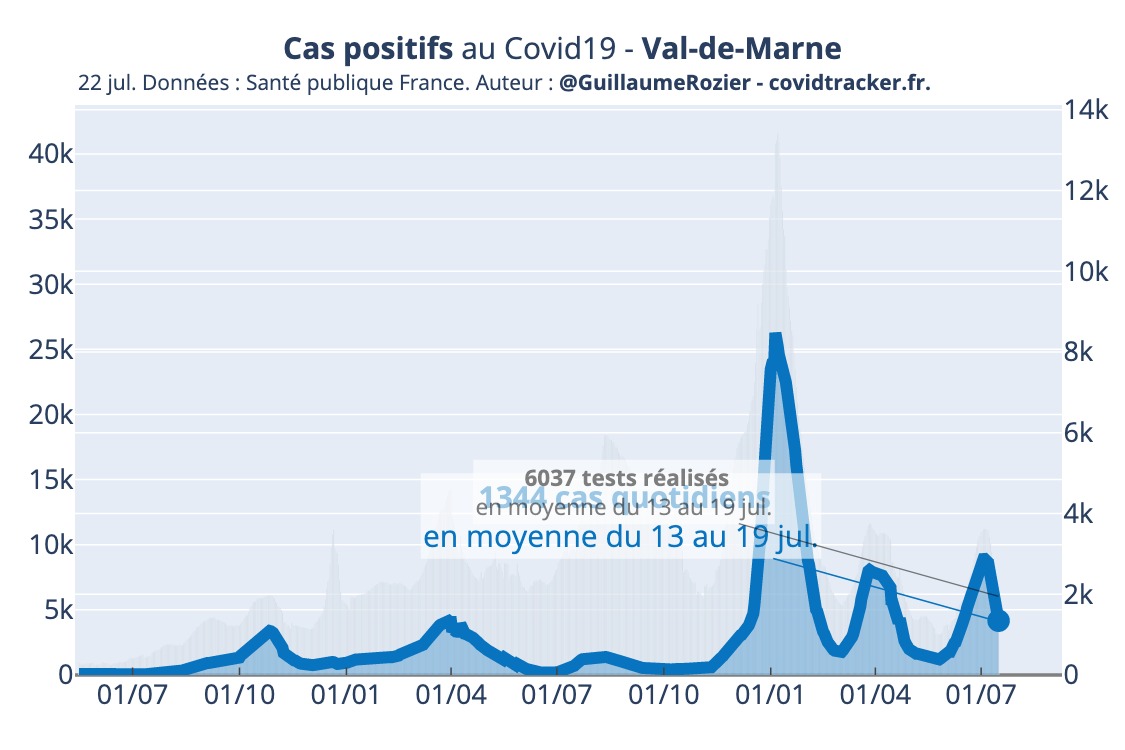 Cas positifs au Covid19 - Val-de-Marne
22 jul. Données : Santé publique France. Auteur : @GuillaumeRozier - covidtracker.fr.
14k
40k
12k
35k
10k
30k
25k
8k
20k
6k
15k
6037 tests réalisés
1344 cas quotidiens
en moyenne du 13 au 19 jul.
4k
10k
en moyenne du 13 au 19 jul.
5k
2k
0
0
01/07 01/10 01/01 01/04 01/07 01/10 01/01 01/04 01/07